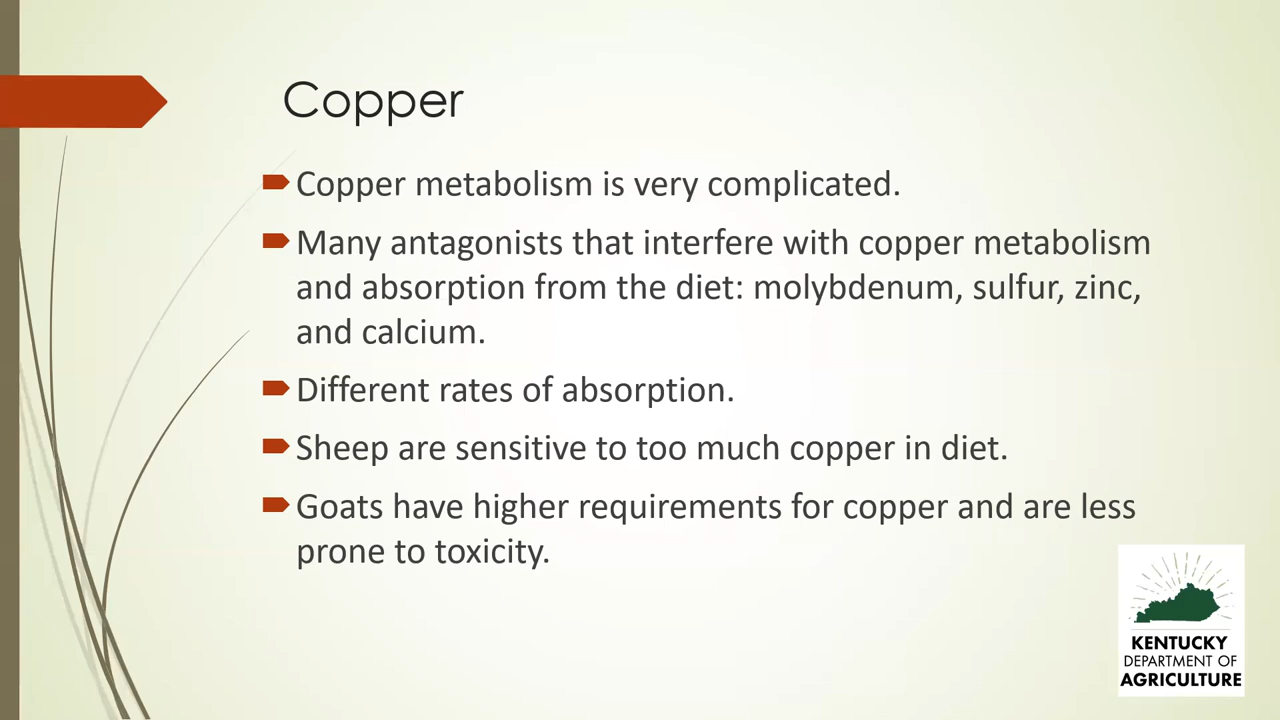 Copper
Copper metabolism is very complicated.
Many antagonists that interfere with copper metabolism
and absorption from the diet: molybdenum, sulfur, zinc,
and calcium.
Different rates of absorption.
Sheep are sensitive to too much copper in diet.
Goats have higher requirements for copper and are less
prone to toxicity.
KENTUCKY
DEPARTMENT OF
AGRICULTURE